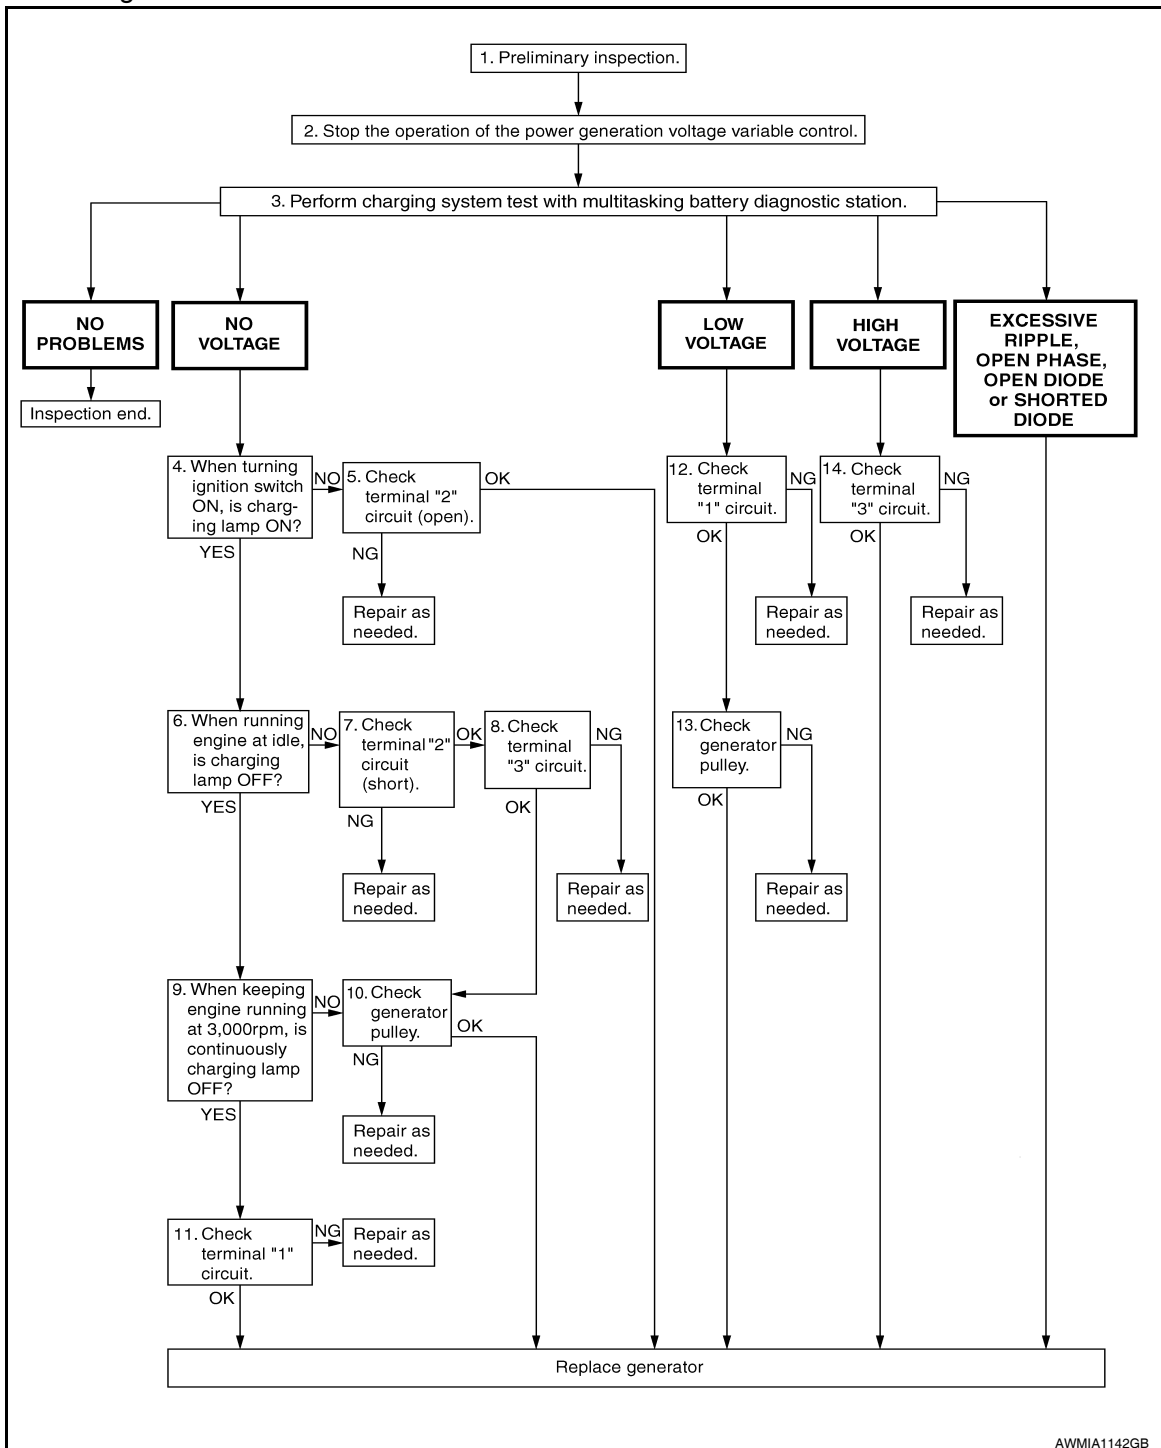 1. Preliminary inspection.
2. Stop the operation of the power generation voltage variable control.
3. Perform charging system test with multitasking battery diagnostic station.
NO
PROBLEMS
NO
VOLTAGE
LOW
VOLTAGE
HIGH
VOLTAGE
EXCESSIVE
RIPPLE,
OPEN PHASE,
OPEN DIODE
or SHORTED
DIODE
Inspection end.
4. When turning
ignition switch
ON, is charg-
ing lamp ON?
NO
YES
5. Check
terminal "2"
circuit (open).
OK
NG
Repair as
needed.
12. Check
terminal
"1" circuit.
NG
OK
Repair as
needed.
14. Check
terminal
"3" circuit.
NG
OK
Repair as
needed.
6. When running
engine at idle,
is charging
lamp OFF?
NO
YES
7. Check
terminal "2"
circuit
(short).
OK
NG
Repair as
needed.
8. Check
terminal
"3" circuit.
NG
OK
Repair as
needed.
13. Check
generator
pulley.
NG
OK
Repair as
needed.
9. When keeping
engine running
at 3,000rpm, is
continuously
charging lamp
OFF?
NO
YES
10. Check
generator
pulley.
OK
NG
Repair as
needed.
11. Check
terminal "1"
circuit.
NG
OK
Repair as
needed.
Replace generator
AWMIA1142GB